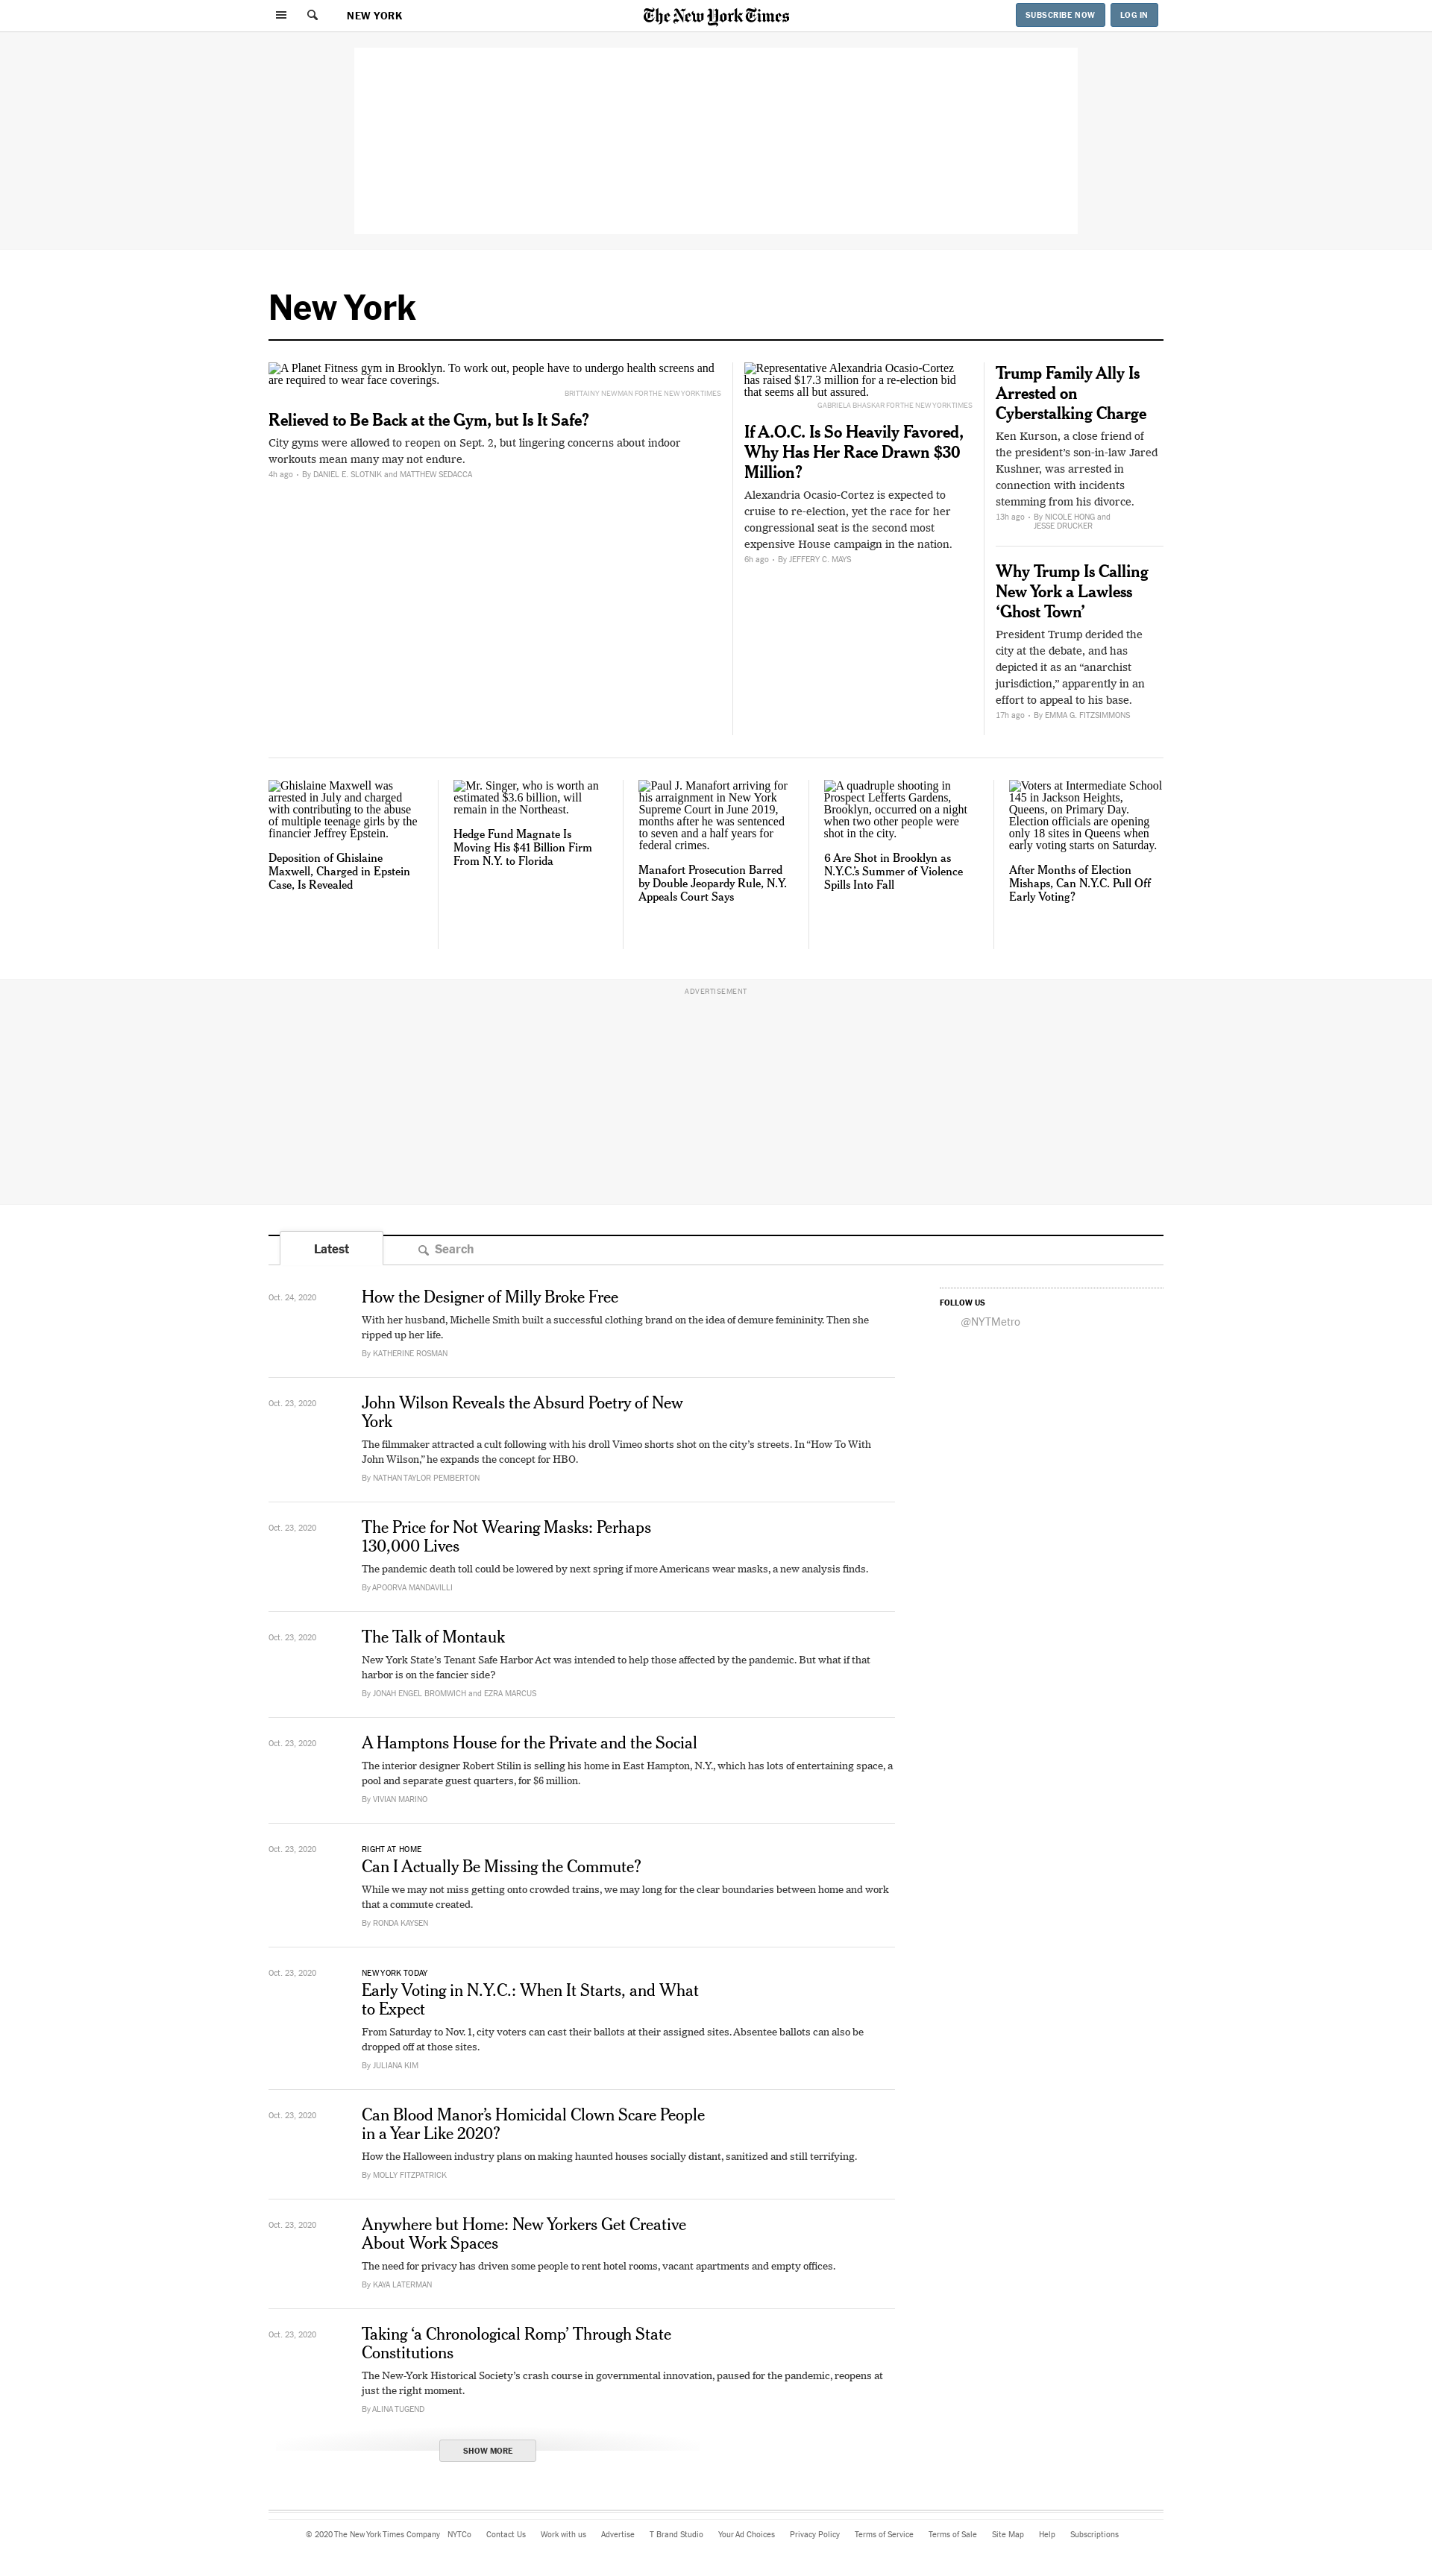 NEW YORK
The New York Times
SUBSCRIBE NOW
LOG IN
New York
A Planet Fitness gym in Brooklyn. To work out, people have to undergo health screens and
are required to wear face coverings.
BRITTAINY NEWMAN FOR THE NEW YORK TIMES
Relieved to Be Back at the Gym, but Is It Safe?
City gyms were allowed to reopen on Sept. 2, but lingering concerns about indoor
workouts mean many may not endure.
4h ago • By DANIEL E. SLOTNIK and MATTHEW SEDACCA
Representative Alexandra Ocasio-Cortez
has raised $17.3 million for a re-election bid
that seems all but assured.
GABRIELA BHASKAR FOR THE NEW YORK TIMES
If A.O.C. Is So Heavily Favored,
Why Has Her Race Drawn $30
Million?
Alexandra Ocasio-Cortez is expected to
cruise to re-election, yet the race for her
congressional seat is the second most
expensive House campaign in the nation.
6h ago • By JEFFERY C. MAYS
Trump Family Ally Is
Arrested on
Cyberstalking Charge
Ken Kurson, a close friend of
the president’s son-in-law Jared
Kushner, was arrested in
connection with incidents
stemming from his divorce.
13h ago • By NICOLE HONG and
JESSE DRUCKER
Why Trump Is Calling
New York a Lawless
‘Ghost Town’
President Trump derided the
city at the debate, and has
depicted it as an “anarchist
jurisdiction,” apparently in an
effort to appeal to his base.
17h ago • By EMMA G. FITZSIMMONS
Ghislaine Maxwell was
arrested in July and charged
with contributing to the abuse
of multiple teenage girls by the
financier Jeffrey Epstein.
Deposition of Ghislaine
Maxwell, Charged in Epstein
Case, Is Revealed
Mr. Singer, who is worth an
estimated $3.6 billion, will
remain in the Northeast.
Hedge Fund Magnate Is
Moving His $41 Billion Firm
From N.Y. to Florida
Paul J. Manafort arriving for
his arraignment in New York
Supreme Court in June 2019,
months after he was sentenced
to seven and a half years for
federal crimes.
Manafort Prosecution Barred
by Double Jeopardy Rule, N.Y.
Appeals Court Says
A quadruple shooting in
Prospect Lefferts Gardens,
Brooklyn, occurred on a night
when two other people were
shot in the city.
6 Are Shot in Brooklyn as
N.Y.C.’s Summer of Violence
Spills Into Fall
Voters at Intermediate School
145 in Jackson Heights,
Queens, on Primary Day.
Election officials are opening
only 18 sites in Queens when
early voting starts on Saturday.
After Months of Election
Mishaps, Can N.Y.C. Pull Off
Early Voting?
ADVERTISEMENT
Latest
Search
Oct. 24, 2020
How the Designer of Milly Broke Free
With her husband, Michelle Smith built a successful clothing brand on the idea of demure femininity. Then she
ripped up her life.
By KATHERINE ROSMAN
FOLLOW US
@NYTMetro
Oct. 23, 2020
John Wilson Reveals the Absurd Poetry of New
York
The filmmaker attracted a cult following with his droll Vimeo shorts shot on the city’s streets. In “How To With
John Wilson,” he expands the concept for HBO.
By NATHAN TAYLOR PEMBERTON
Oct. 23, 2020
The Price for Not Wearing Masks: Perhaps
130,000 Lives
The pandemic death toll could be lowered by next spring if more Americans wear masks, a new analysis finds.
By APOORVA MANDAVILLI
Oct. 23, 2020
The Talk of Montauk
New York State’s Tenant Safe Harbor Act was intended to help those affected by the pandemic. But what if that
harbor is on the fancier side?
By JONAH ENGEL BROMWICH and EZRA MARCUS
Oct. 23, 2020
A Hamptons House for the Private and the Social
The interior designer Robert Stilin is selling his home in East Hampton, N.Y., which has lots of entertaining space, a
pool and separate guest quarters, for $6 million.
By VIVIAN MARINO
Oct. 23, 2020
RIGHT AT HOME
Can I Actually Be Missing the Commute?
While we may not miss getting onto crowded trains, we may long for the clear boundaries between home and work
that a commute created.
By RONDA KAYSEN
Oct. 23, 2020
NEW YORK TODAY
Early Voting in N.Y.C.: When It Starts, and What
to Expect
From Saturday to Nov. 1, city voters can cast their ballots at their assigned sites. Absentee ballots can also be
dropped off at those sites.
By JULIANA KIM
Oct. 23, 2020
Can Blood Manor’s Homicidal Clown Scare People
in a Year Like 2020?
How the Halloween industry plans on making haunted houses socially distant, sanitized and still terrifying.
By MOLLY FITZPATRICK
Oct. 23, 2020
Anywhere but Home: New Yorkers Get Creative
About Work Spaces
The need for privacy has driven some people to rent hotel rooms, vacant apartments and empty offices.
By KAYA LATERMAN
Oct. 23, 2020
Taking ‘a Chronological Romp’ Through State
Constitutions
The New-York Historical Society’s crash course in governmental innovation, paused for the pandemic, reopens at
just the right moment.
By ALINA TUGEND
SHOW MORE
© 2020 The New York Times Company NYTCo Contact Us Work with us Advertise T Brand Studio Your Ad Choices Privacy Policy Terms of Service Terms of Sale Site Map Help Subscriptions